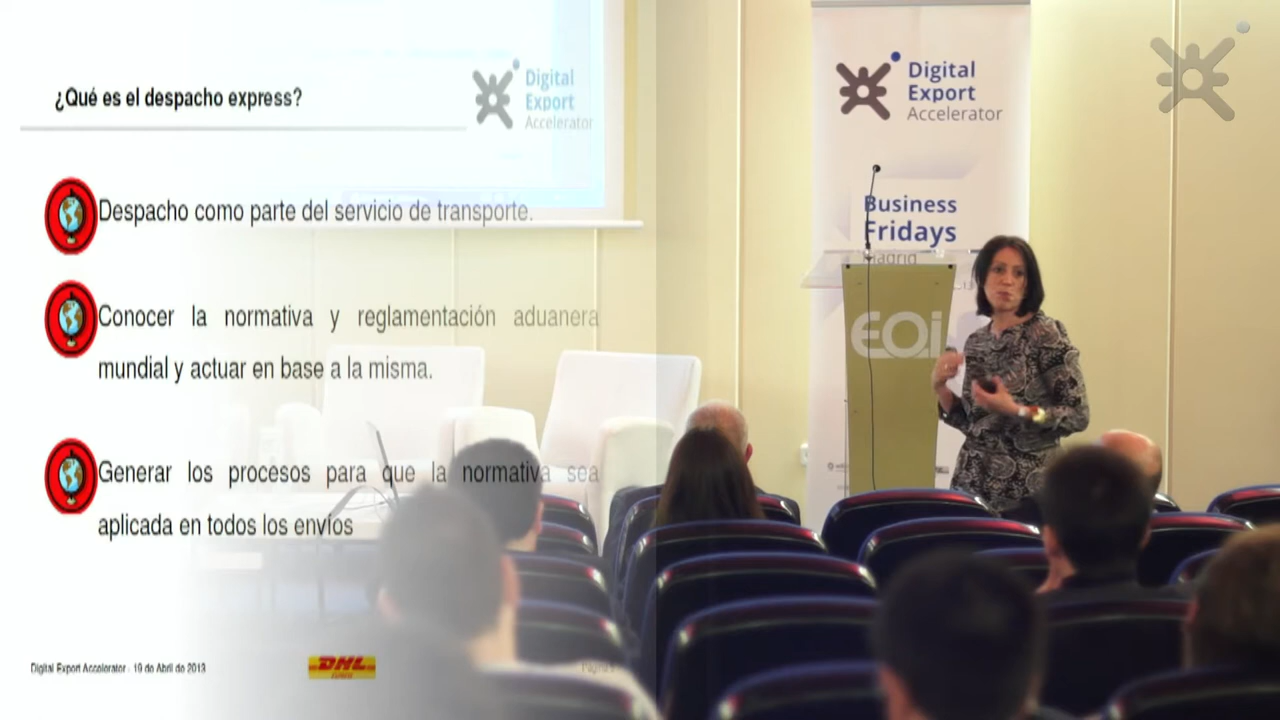 ¿Qué es el despacho express?
Digital
Export
Accelerator
Despacho como parte del servicio de transporte.
Conocer la normativa y reglamentación aduanera
mundial y actuar en base a la misma.
Generar los procesos para que la normativa sea
aplicada en todos los envíos
Digital Export Accelerator - 19 de Abril de 2013
DHL
Digital
Export
Accelerator
Business
Fridays
Madrid
EOi